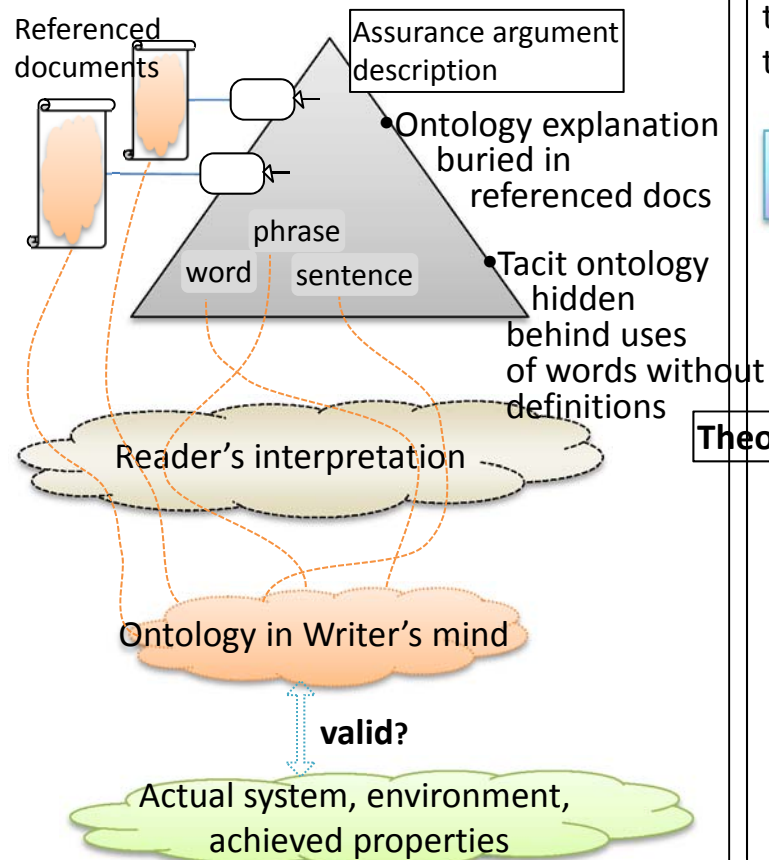 Referenced
documents
Assurance argument
description
•Ontology explanation
buried in
referenced docs
phrase
word
sentence
•Tacit ontology
hidden
behind uses
of words without
definitions
Reader’s interpretation
Ontology in Writer’s mind
valid?
Actual system, environment,
achieved properties